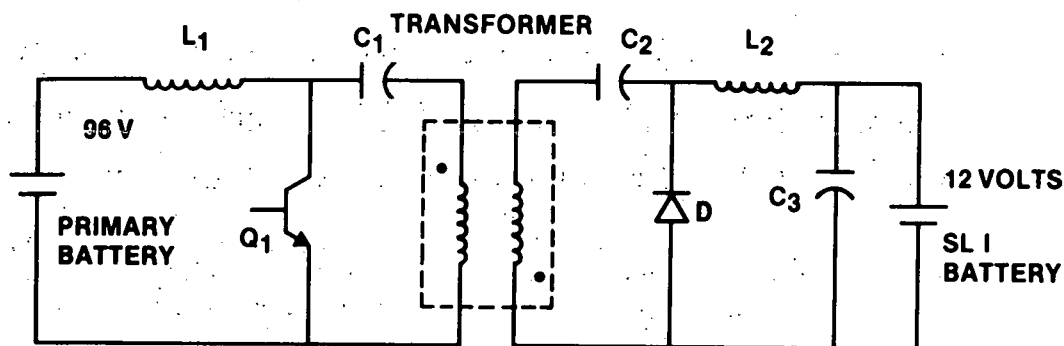 L1
C1
TRANSFORMER
C2
L2
96 V
PRIMARY
BATTERY
Q1
D
C3
12 VOLTS
SL I
BATTERY